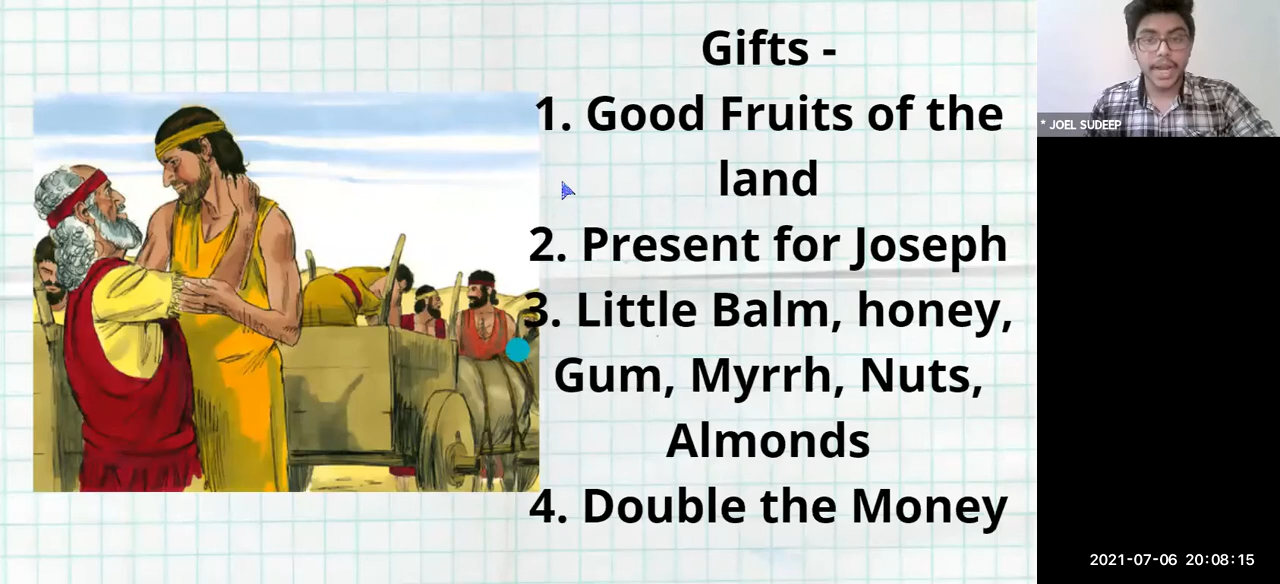 Gifts -
1. Good Fruits of the
land
2. Present for Joseph
3. Little Balm, honey,
Gum, Myrrh, Nuts,
Almonds
4. Double the Money
* JOEL SUDEEP
2021-07-06 20:08:15